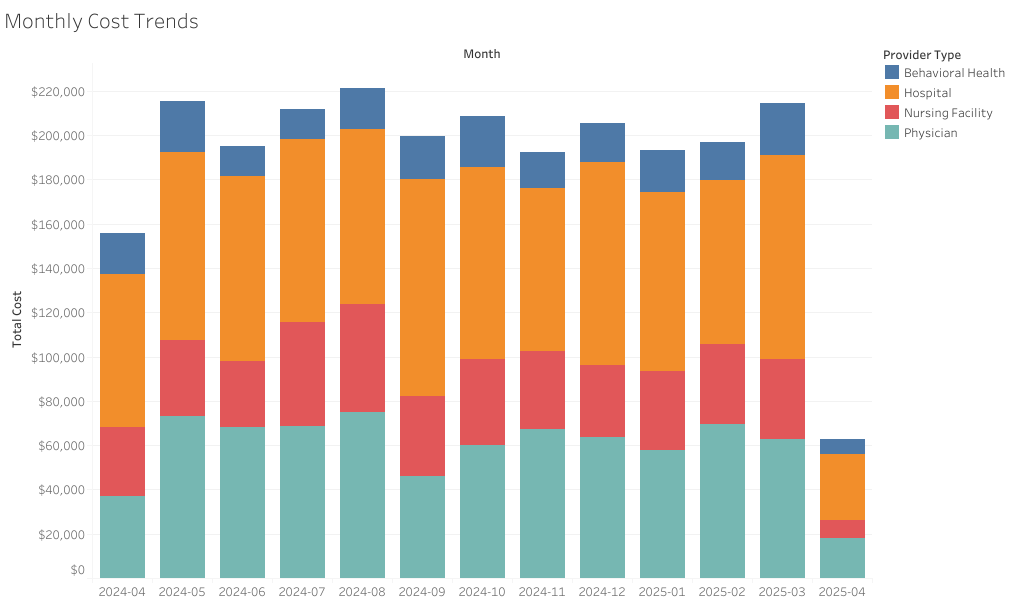 Monthly Cost Trends
Month
Provider Type
Behavioral Health
Hospital
Nursing Facility
Physician
Total Cost
$220,000
$200,000
$180,000
$160,000
$140,000
$120,000
$100,000
$80,000
$60,000
$40,000
$20,000
$0
2024-04 2024-05 2024-06 2024-07 2024-08 2024-09 2024-10 2024-11 2024-12 2025-01 2025-02 2025-03 2025-04